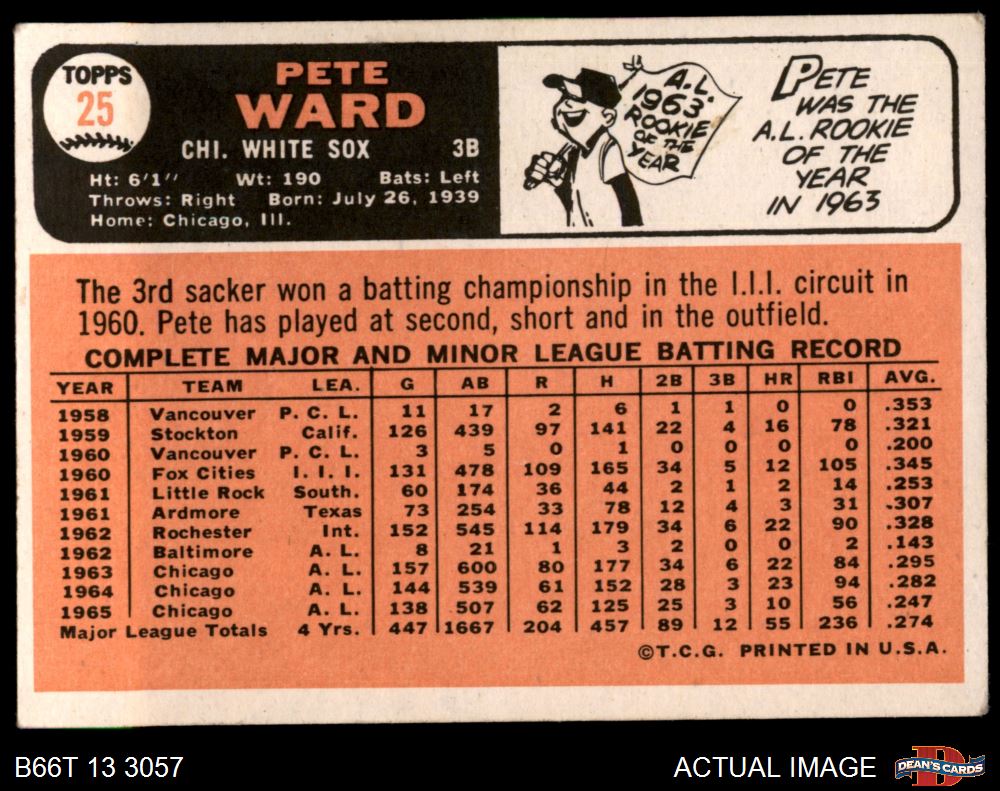 TOPPS
25
PETE
WARD
CHI. WHITE SOX 3B
Ht: 6'1" Wt: 190 Bats: Left
Throws: Right Born: July 26, 1939
Home: Chicago, Ill.
A.L.
1963
ROOKIE
OF THE
YEAR
PETE
WAS THE
A.L. ROOKIE
OF THE
YEAR
IN 1963
The 3rd sacker won a batting championship in the I.I.I. circuit in
1960. Pete has played at second, short and in the outfield.
COMPLETE MAJOR AND MINOR LEAGUE BATTING RECORD
YEAR TEAM LEA. G AB R H 2B 3B HR RBI AVG.
1958 Vancouver P. C. L. 11 17 2 6 1 1 0 0 .353
1959 Stockton Calif. 126 439 97 141 22 4 16 78 .321
1960 Vancouver P. C. L. 3 5 0 1 0 0 0 0 .200
1960 Fox Cities I. I. I. 131 478 109 165 34 5 12 105 .345
1961 Little Rock South. 60 174 36 44 2 1 2 14 .253
1961 Ardmore Texas 73 254 33 78 12 4 3 31 .307
1962 Rochester Int. 152 545 114 179 34 6 22 90 .328
1962 Baltimore A. L. 8 21 1 3 2 0 0 2 .143
1963 Chicago A. L. 157 600 80 177 34 6 22 84 .295
1964 Chicago A. L. 144 539 61 152 28 3 23 94 .282
1965 Chicago A. L. 138 507 62 125 25 3 10 56 .247
Major League Totals 4 Yrs. 447 1667 204 457 89 12 55 236 .274
©T.C.G. PRINTED IN U.S.A.
B66T 13 3057 ACTUAL IMAGE
D
DEAN'S CARDS